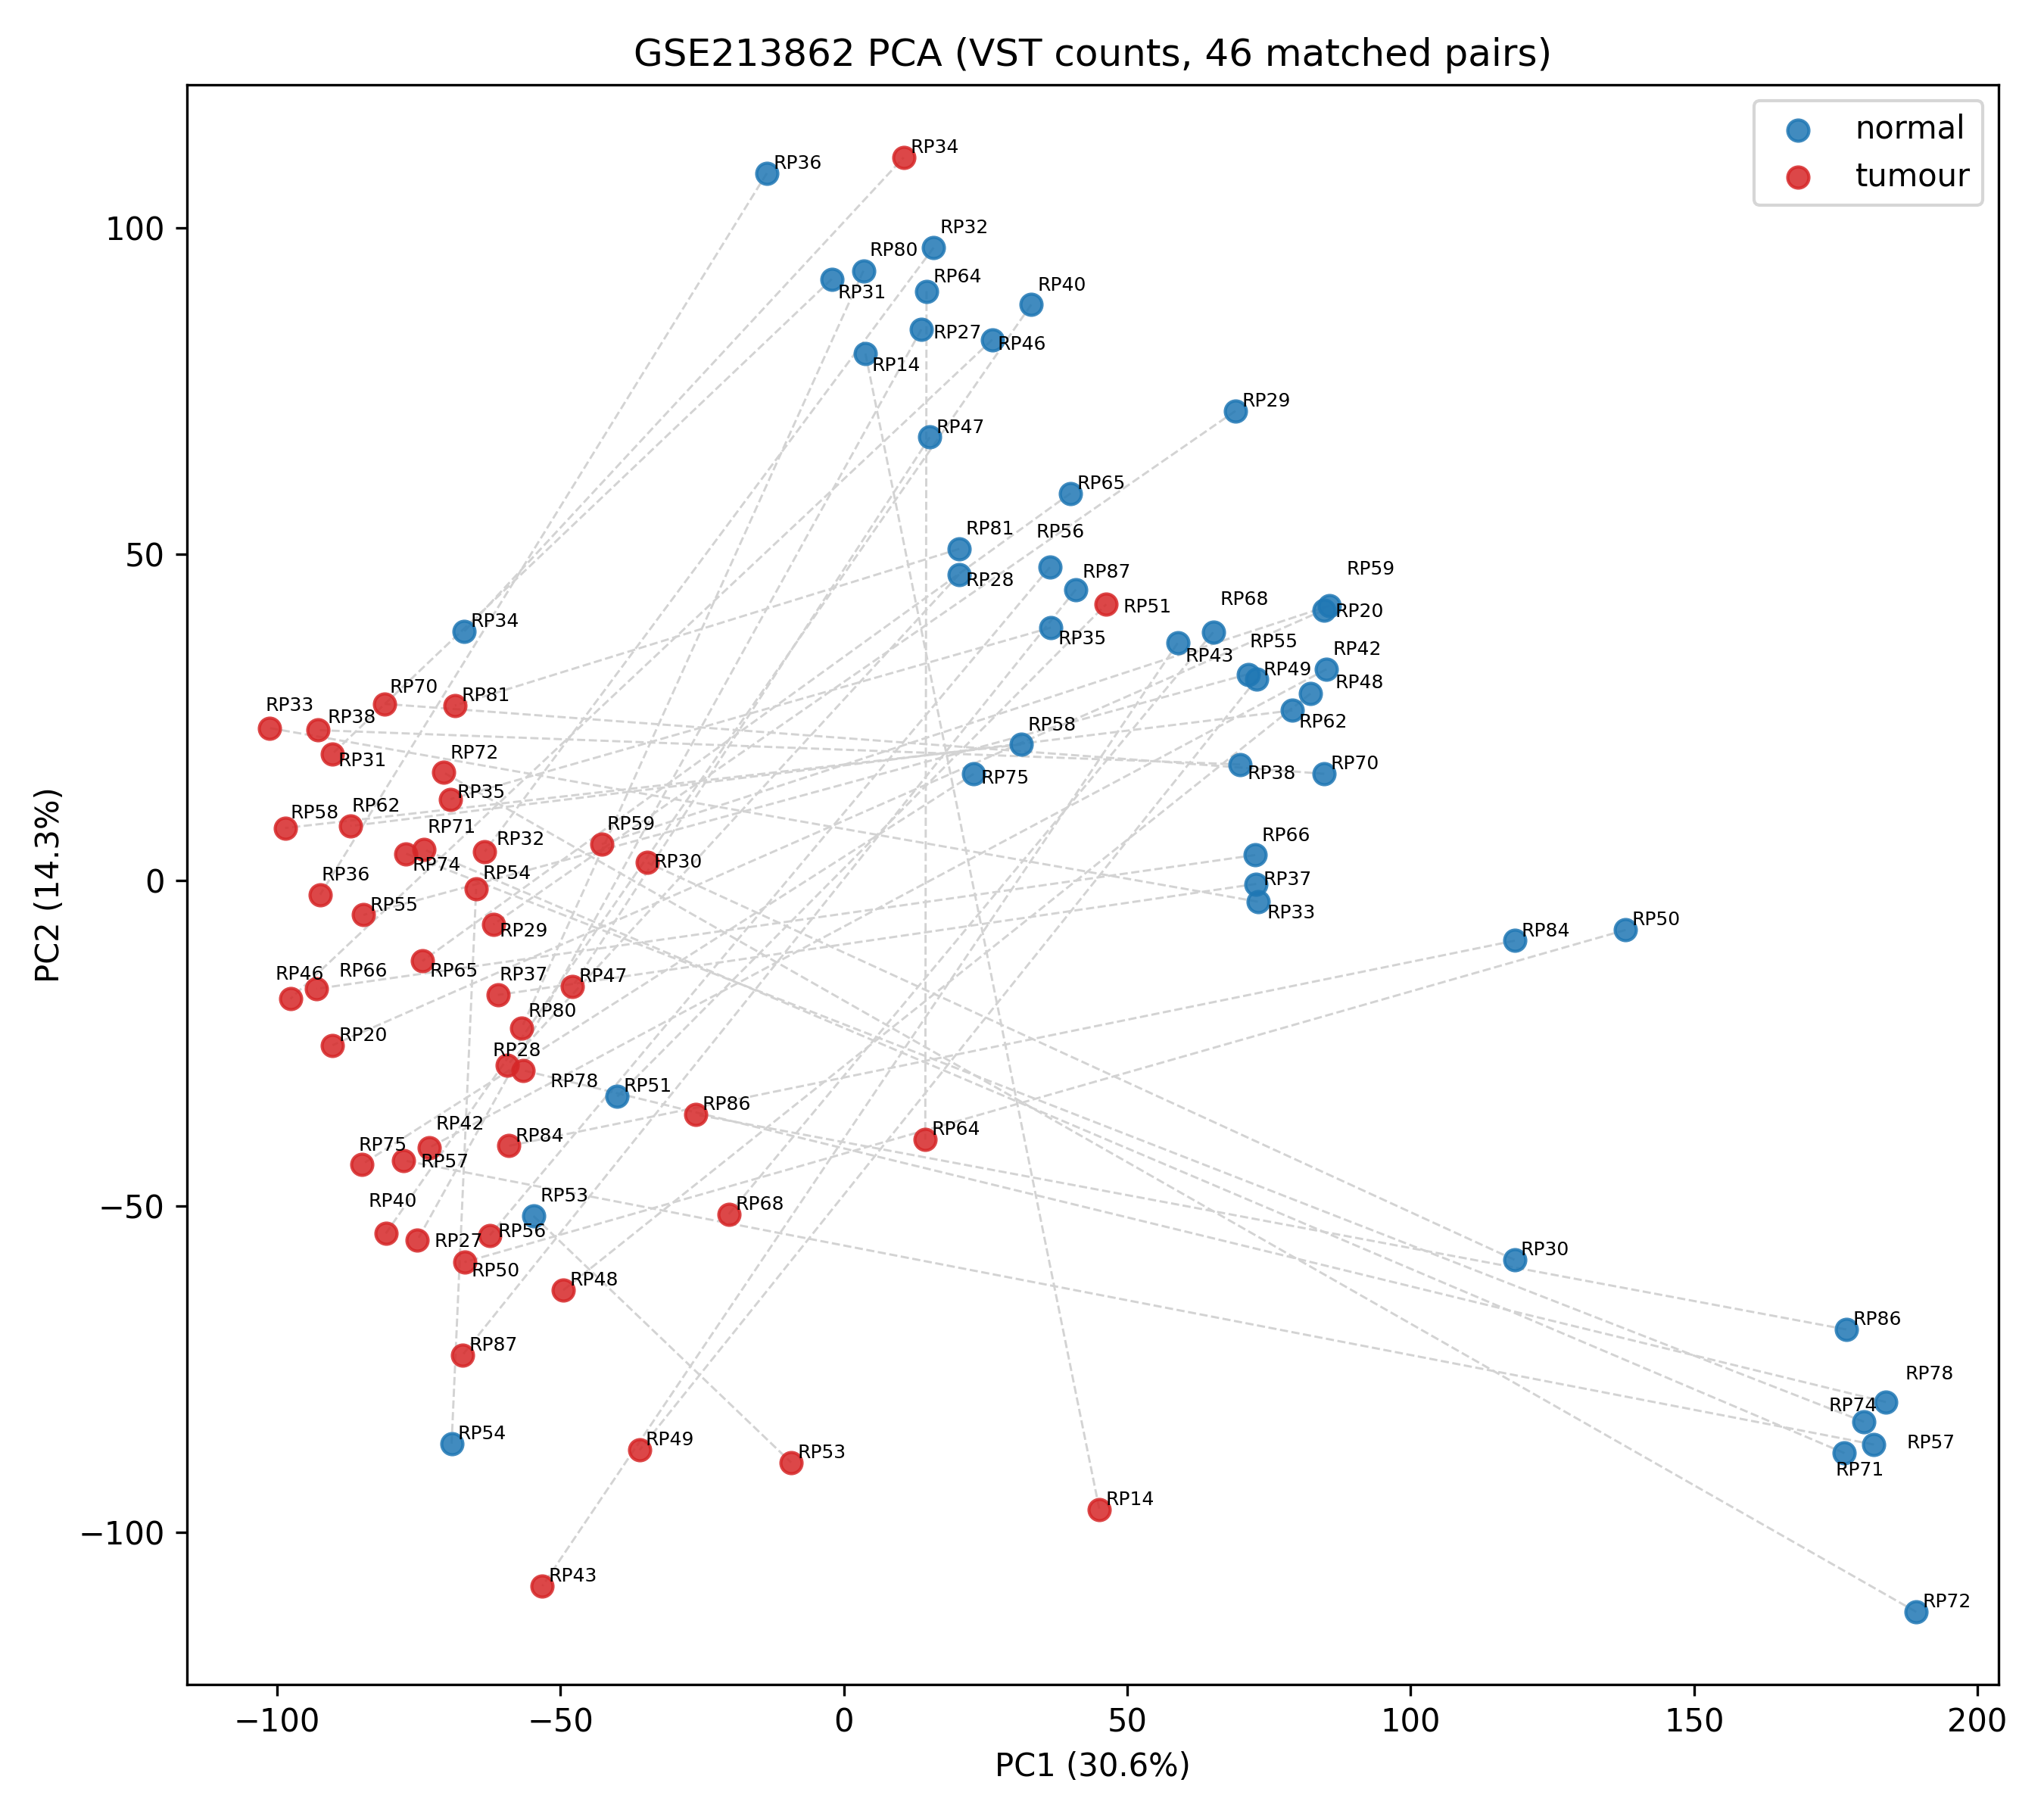 GSE213862 PCA (VST counts, 46 matched pairs)
normal
tumour
RP34
RP36
RP32
RP80
RP64
RP31
RP40
RP27
RP46
RP14
RP29
RP47
RP65
RP81
RP56
RP59
RP28
RP87
RP51
RP68
RP20
RP34
RP35
RP55
RP43
RP42
RP49
RP48
RP70
RP81
RP33
RP38
RP62
RP58
RP72
RP31
RP70
RP38
RP75
RP35
RP58
RP62
RP71
RP59
RP32
RP66
RP74
RP30
RP54
RP36
RP37
RP55
RP33
RP50
RP29
RP84
RP46
RP66
RP65
RP37
RP47
RP80
RP20
RP28
RP78
RP51
RP86
RP42
RP64
RP75
RP84
RP57
RP40
RP53
RP68
RP27
RP56
RP30
RP50
RP48
RP86
RP87
RP78
RP74
RP54
RP49
RP53
RP57
RP71
RP14
RP43
RP72
100
50
0
−50
−100
PC2 (14.3%)
−100
−50
0
50
100
150
200
PC1 (30.6%)